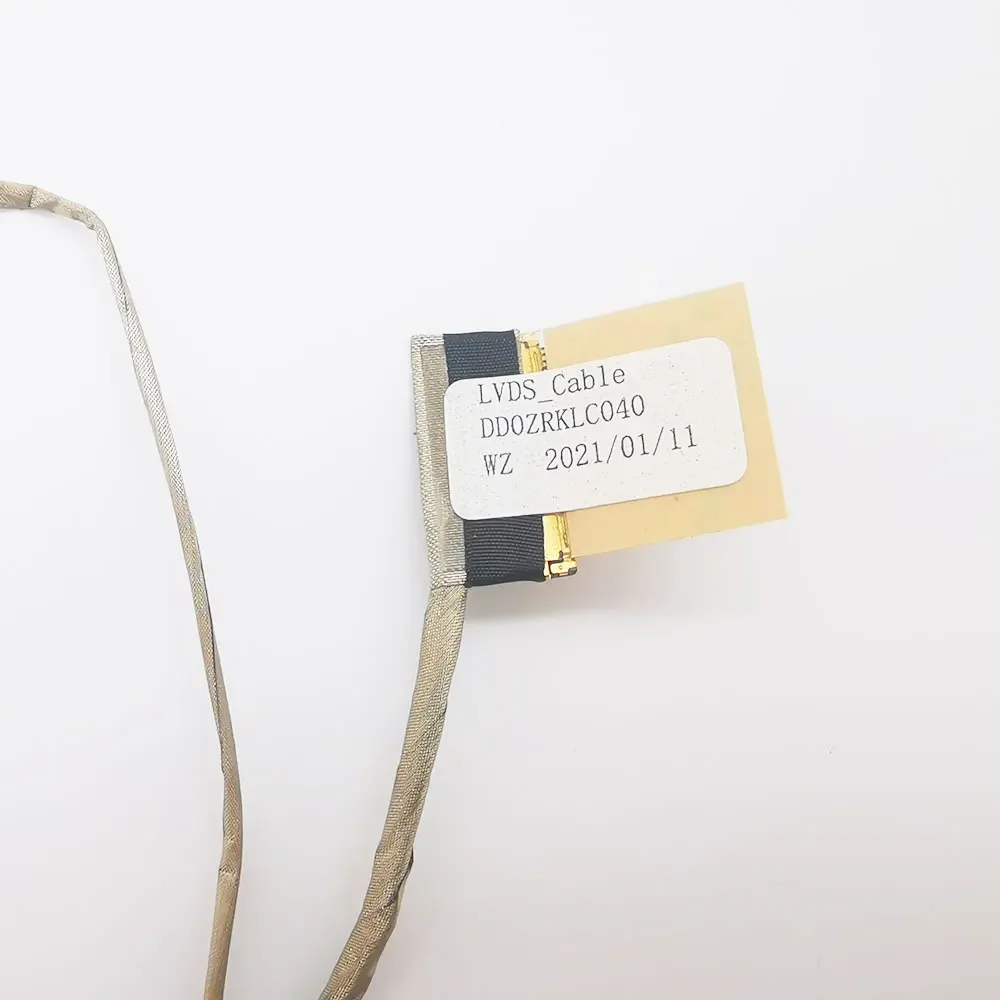 LVDS_Cable
DD0ZRKLC040
WZ 2021/01/11